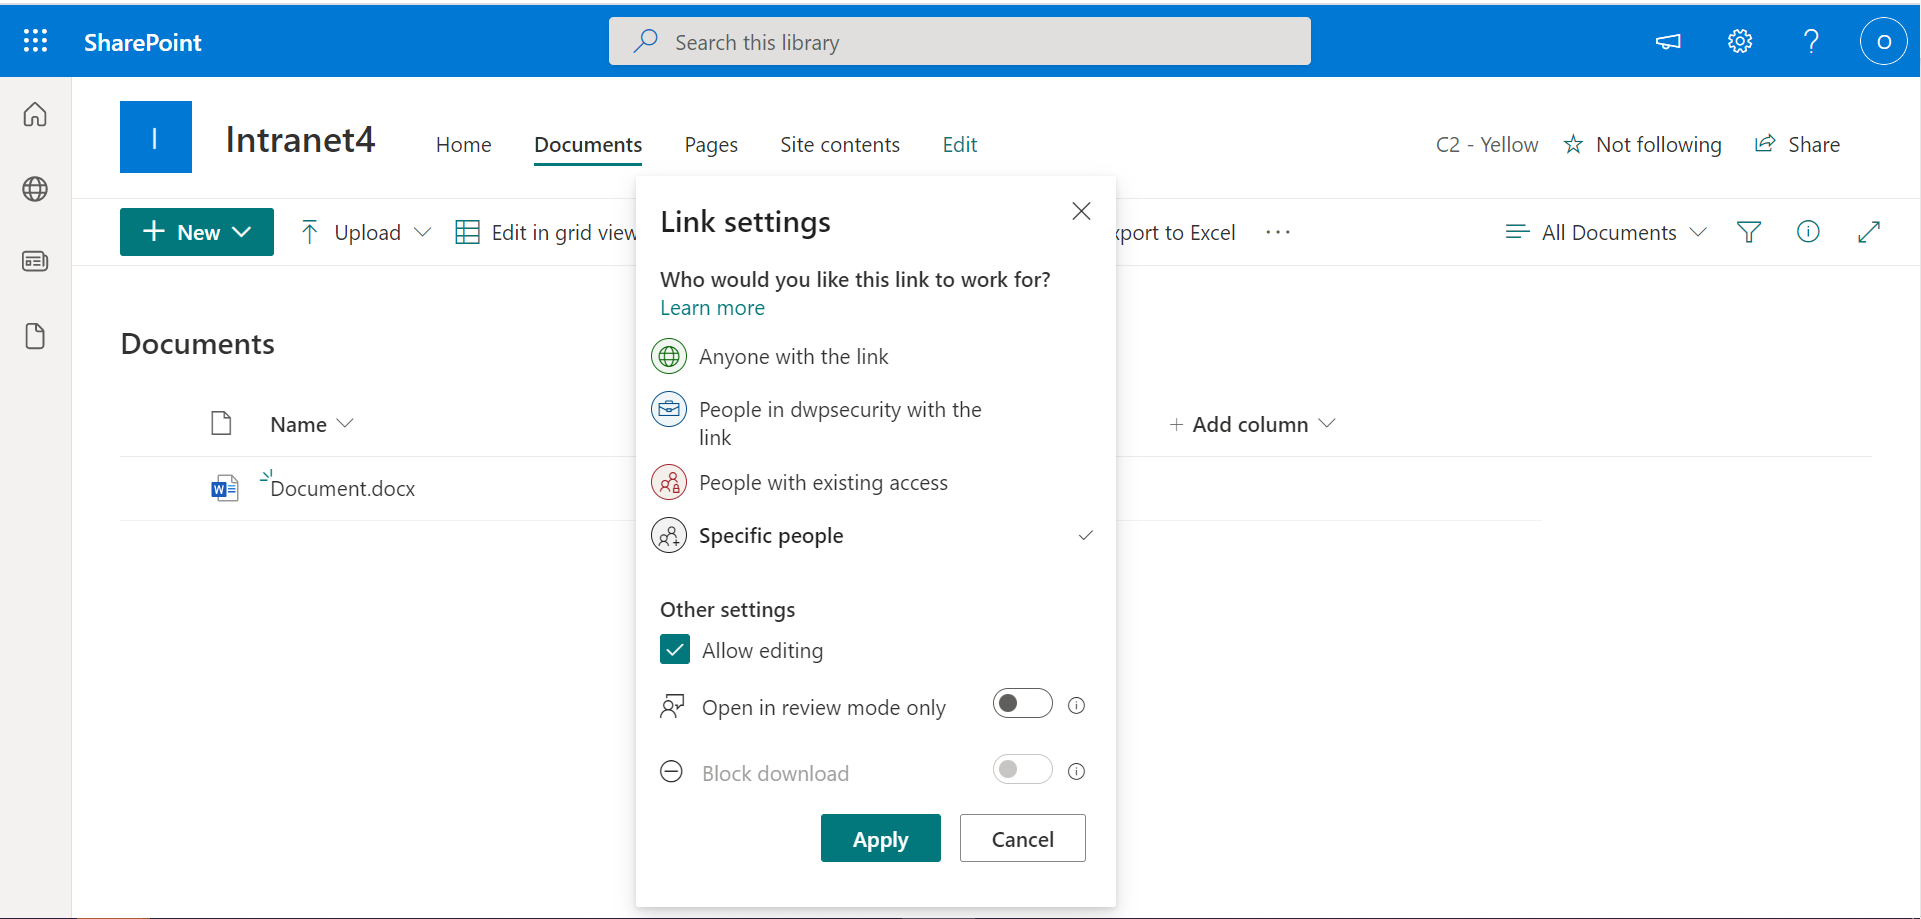 SharePoint
Search this library
O
I
Intranet4
Home
Documents
Pages
Site contents
Edit
C2 - Yellow
Not following
Share
New
Upload
Edit in grid view
xport to Excel
All Documents
Link settings
Who would you like this link to work for?
Learn more
Anyone with the link
People in dwpsecurity with the
link
People with existing access
Specific people
Other settings
Allow editing
Open in review mode only
Block download
Apply
Cancel
Documents
Name
Add column
W
Document.docx